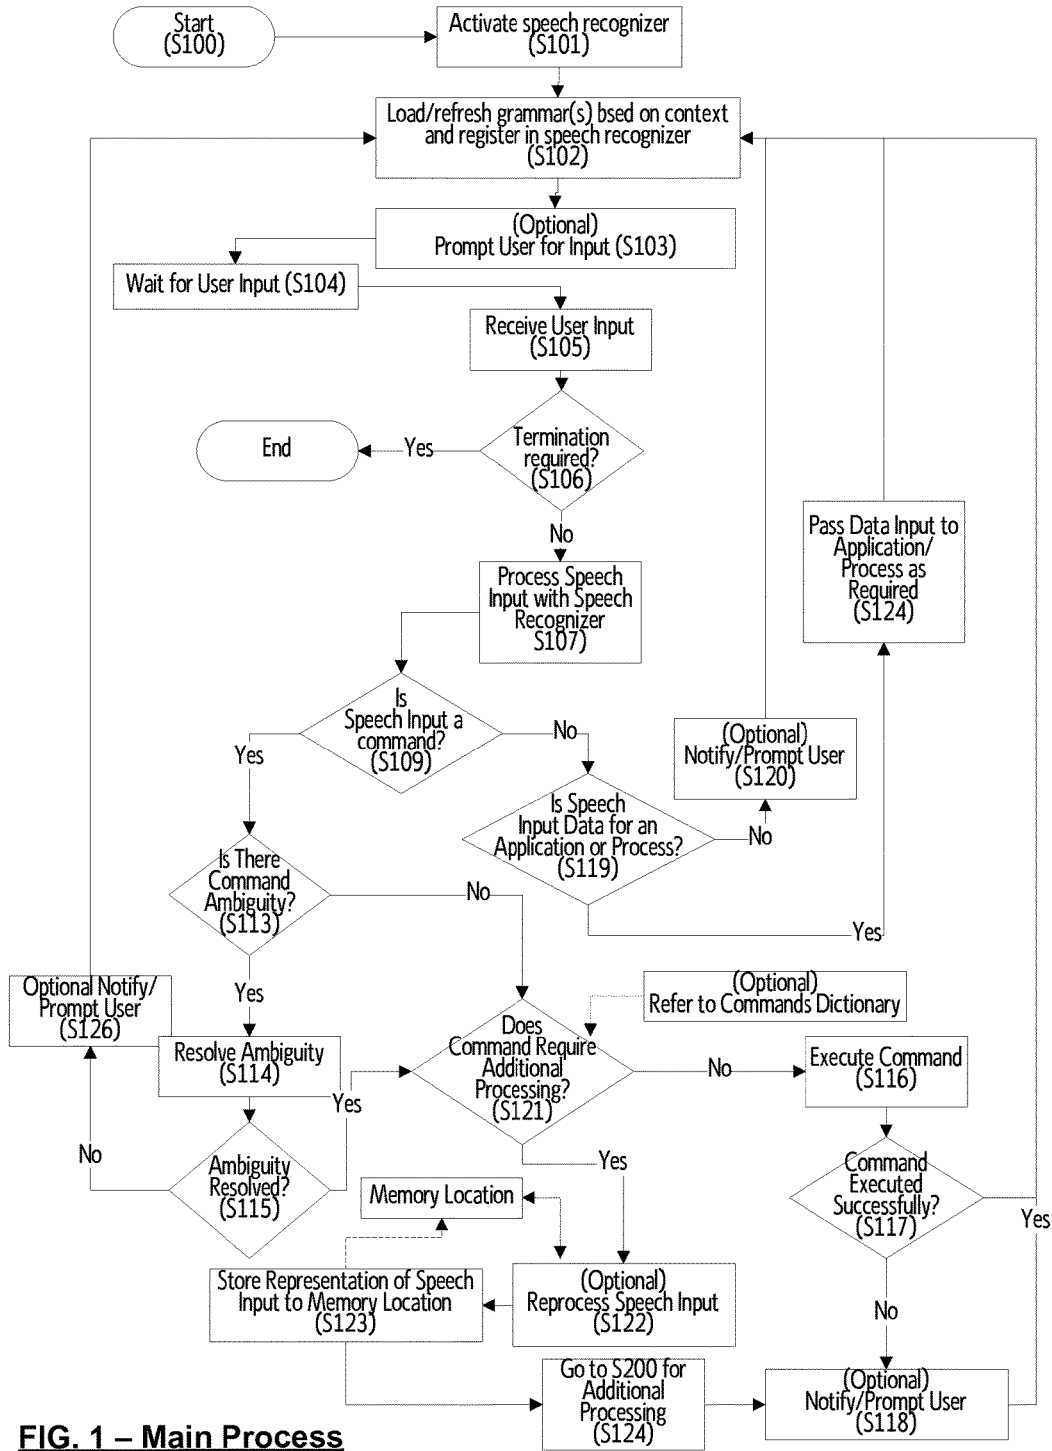 Start
(S100)
Activate speech recognizer
(S101)
Load/refresh grammar(s) bsed on context
and register in speech recognizer
(S102)
(Optional)
Prompt User for Input (S103)
Wait for User Input (S104)
Receive User Input
(S105)
Termination
required?
(S106)
Yes
End
No
Process Speech
Input with Speech
Recognizer
S107)
Pass Data Input to
Application/
Process as
Required
(S124)
Is
Speech Input a
command?
(S109)
Yes
No
(Optional)
Notify/Prompt User
(S120)
Is Speech
Input Data for an
Application or Process?
(S119)
No
Yes
Is There
Command
Ambiguity?
(S113)
No
Yes
Optional Notify/
Prompt User
(S126)
Resolve Ambiguity
(S114)
Yes
(Optional)
Refer to Commands Dictionary
Does
Command Require
Additional
Processing?
(S121)
No
Execute Command
(S116)
No
Ambiguity
Resolved?
(S115)
Yes
Command
Executed
Successfully?
(S117)
Yes
Memory Location
Store Representation of Speech
Input to Memory Location
(S123)
(Optional)
Reprocess Speech Input
(S122)
No
Go to S200 for
Additional
Processing
(S124)
(Optional)
Notify/Prompt User
(S118)
FIG. 1 – Main Process